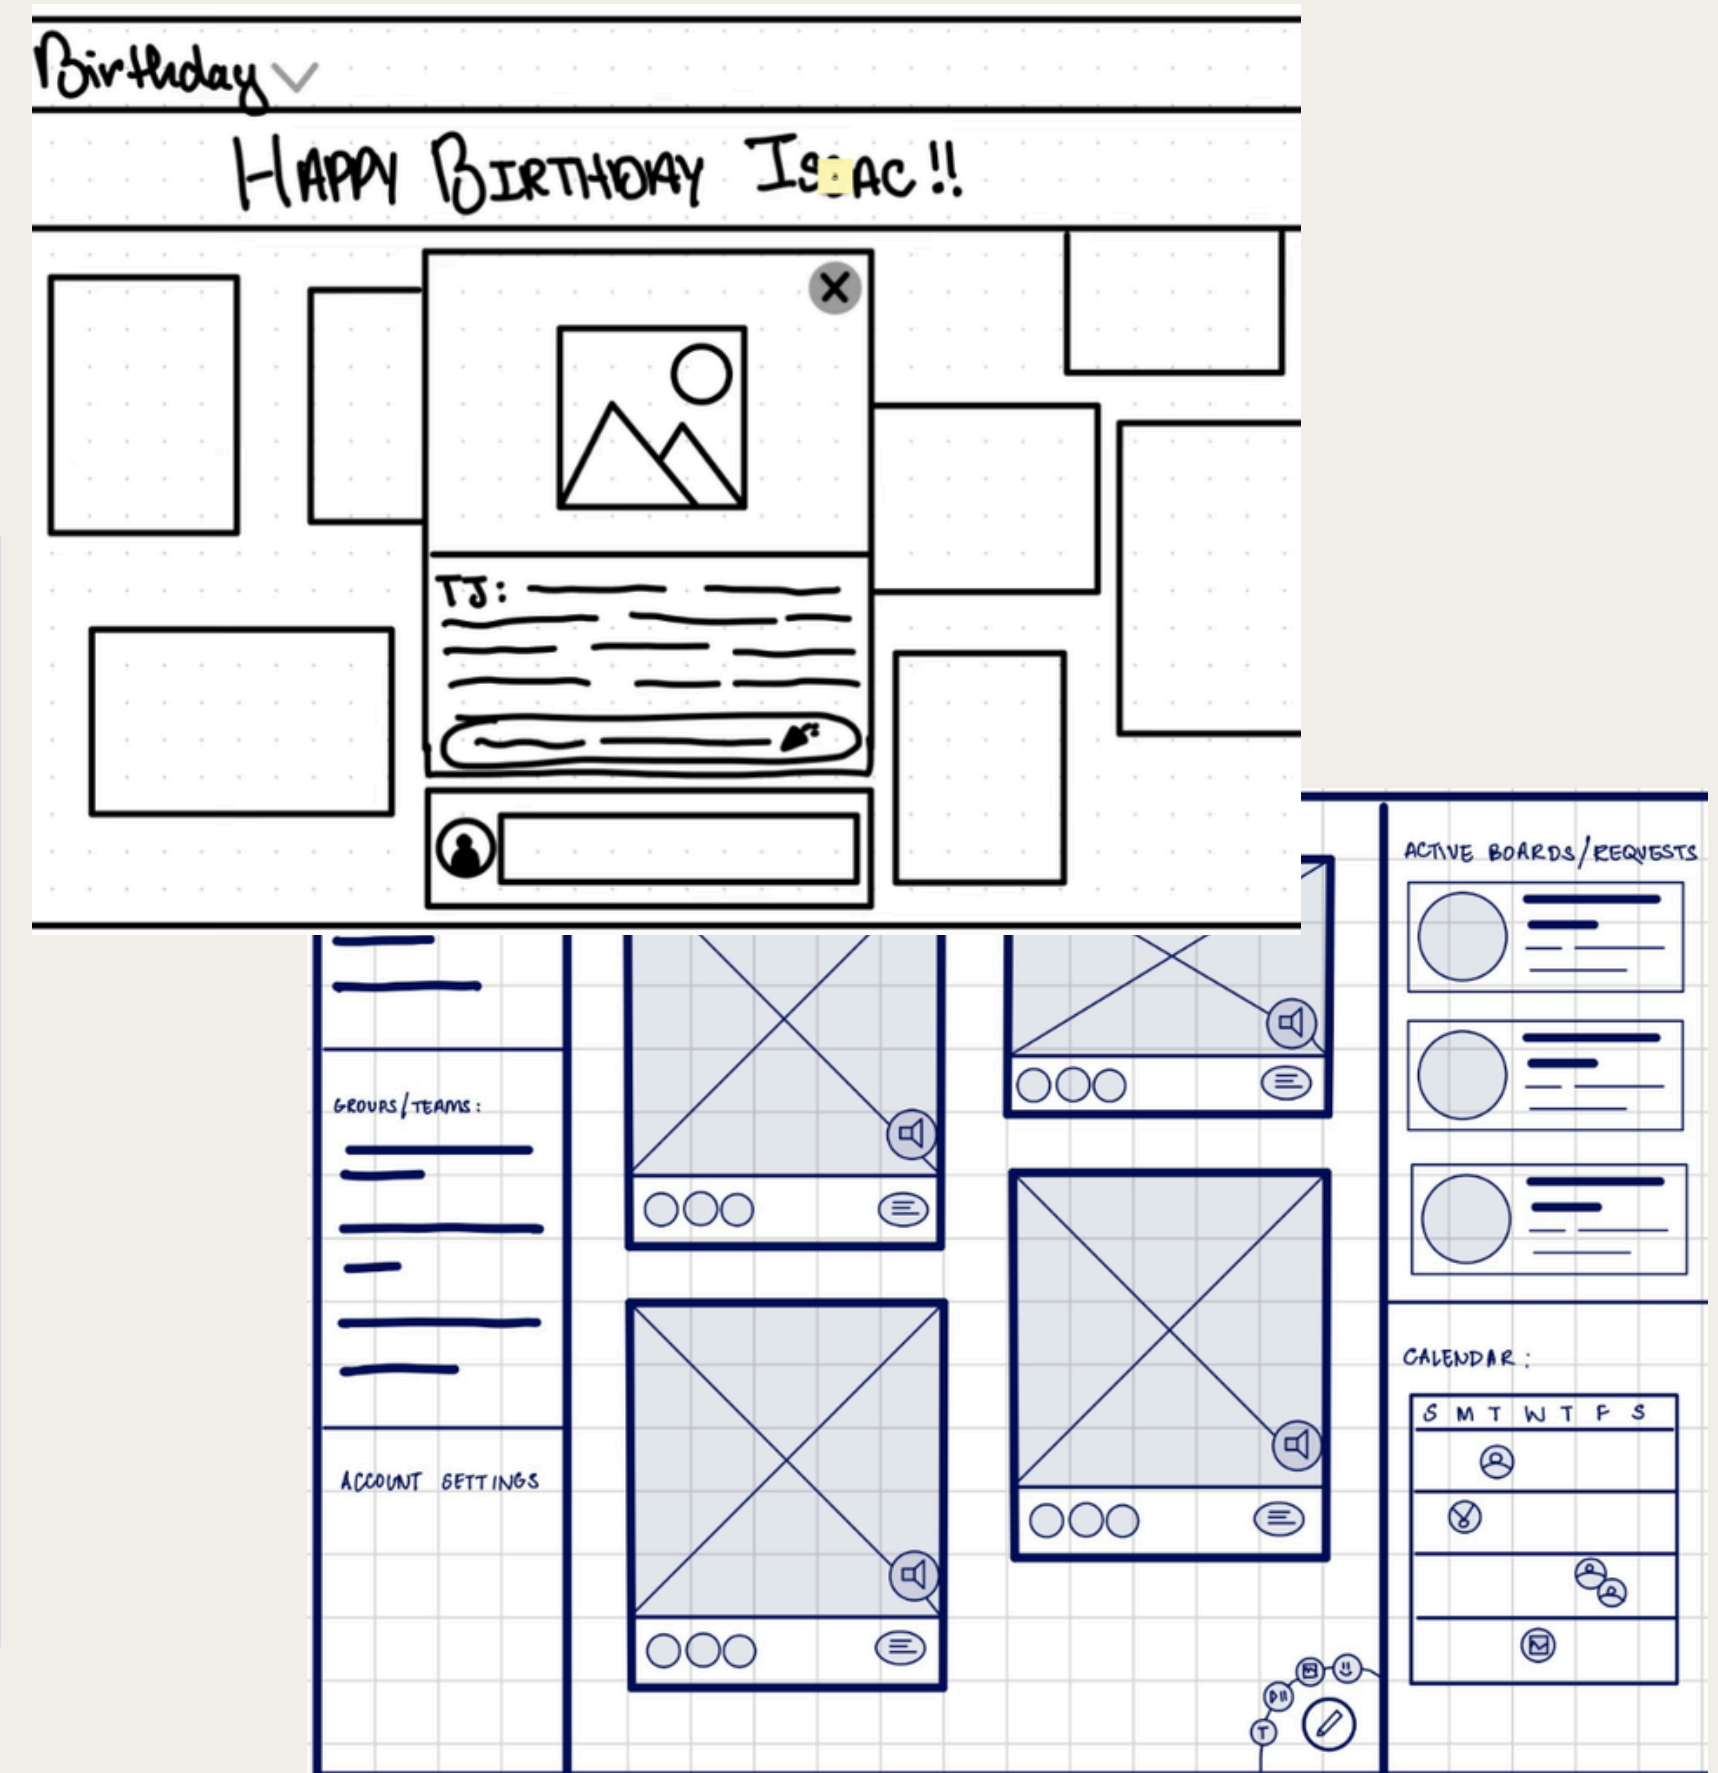 Birthday
HAPPY BIRTHDAY ISaAC!!
TJ:
ACTIVE BOARDS/REQUESTS
GROUPS/TEAMS:
CALENDAR:
S M T W T F S
ACCOUNT SETTINGS
T